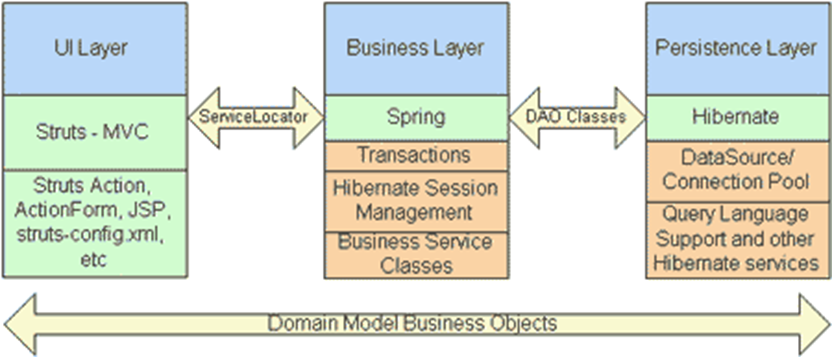 UI Layer
Struts - MVC
Struts Action,
ActionForm, JSP,
struts-config.xml,
etc
ServiceLocator
Business Layer
Spring
Transactions
Hibernate Session
Management
Business Service
Classes
DAO Classes
Persistence Layer
Hibernate
DataSource/
Connection Pool
Query Language
Support and other
Hibernate services
Domain Model Business Objects